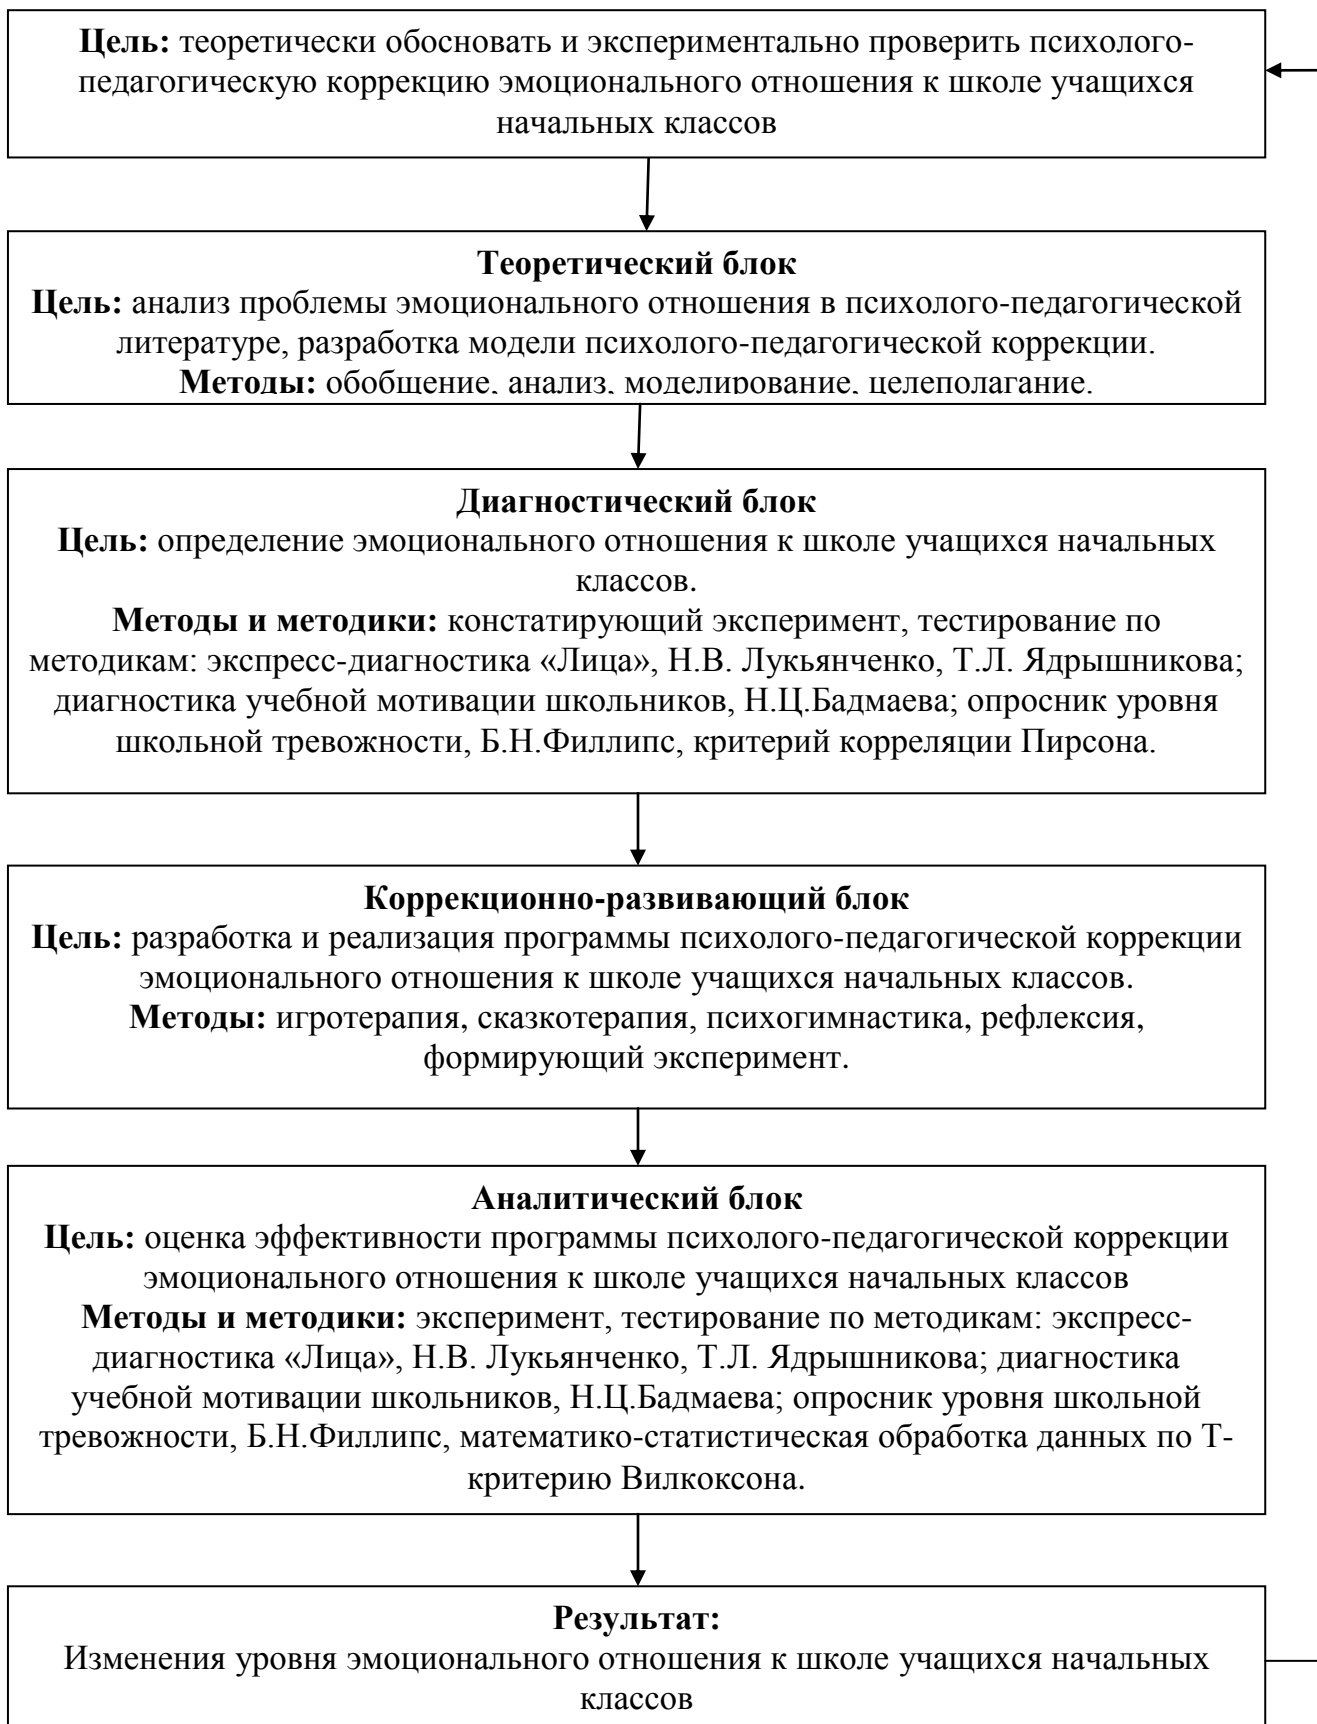 Цель: теоретически обосновать и экспериментально проверить психолого-
педагогическую коррекцию эмоционального отношения к школе учащихся
начальных классов
Теоретический блок
Цель: анализ проблемы эмоционального отношения в психолого-педагогической
литературе, разработка модели психолого-педагогической коррекции.
Методы: обобщение, анализ, моделирование, целеполагание.
Диагностический блок
Цель: определение эмоционального отношения к школе учащихся начальных
классов.
Методы и методики: констатирующий эксперимент, тестирование по
методикам: экспресс-диагностика «Лица», Н.В. Лукьянченко, Т.Л. Ядрышникова;
диагностика учебной мотивации школьников, Н.Ц.Бадмаева; опросник уровня
школьной тревожности, Б.Н.Филлипс, критерий корреляции Пирсона.
Коррекционно-развивающий блок
Цель: разработка и реализация программы психолого-педагогической коррекции
эмоционального отношения к школе учащихся начальных классов.
Методы: игротерапия, сказкотерапия, психогимнастика, рефлексия,
формирующий эксперимент.
Аналитический блок
Цель: оценка эффективности программы психолого-педагогической коррекции
эмоционального отношения к школе учащихся начальных классов
Методы и методики: эксперимент, тестирование по методикам: экспресс-
диагностика «Лица», Н.В. Лукьянченко, Т.Л. Ядрышникова; диагностика
учебной мотивации школьников, Н.Ц.Бадмаева; опросник уровня школьной
тревожности, Б.Н.Филлипс, математико-статистическая обработка данных по Т-
критерию Вилкоксона.
Результат:
Изменения уровня эмоционального отношения к школе учащихся начальных
классов